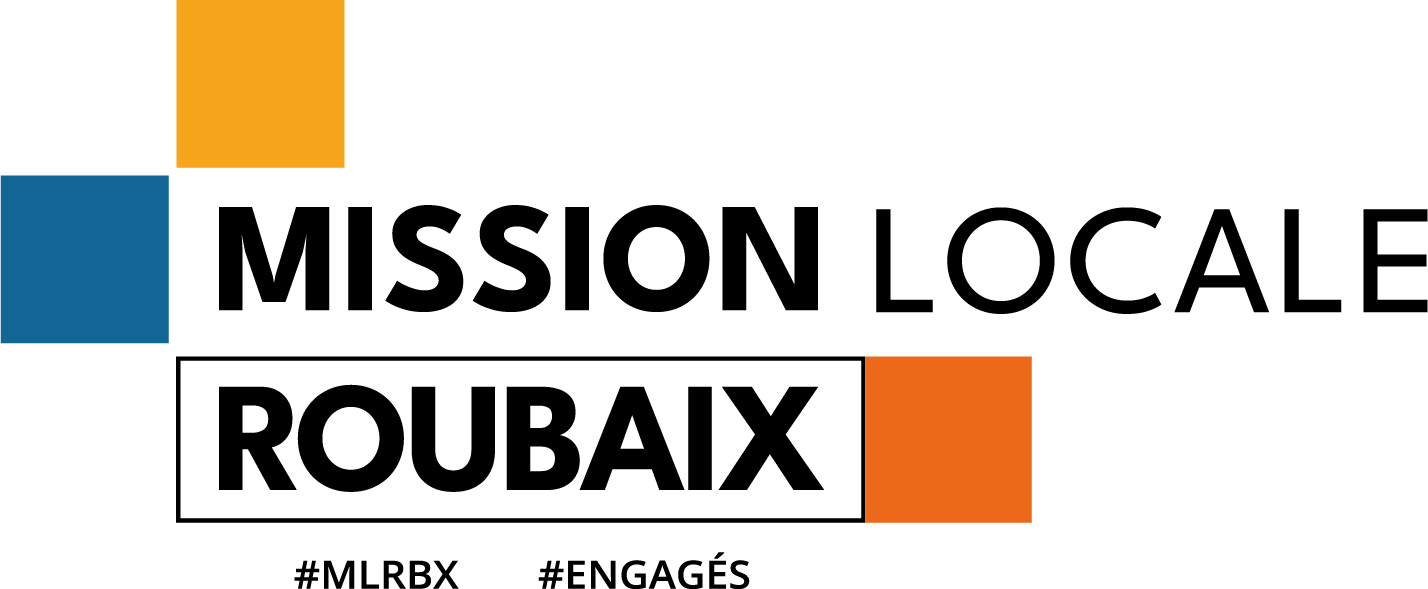 MISSION LOCALE
ROUBAIX
#MLRBX #ENGAGÉS